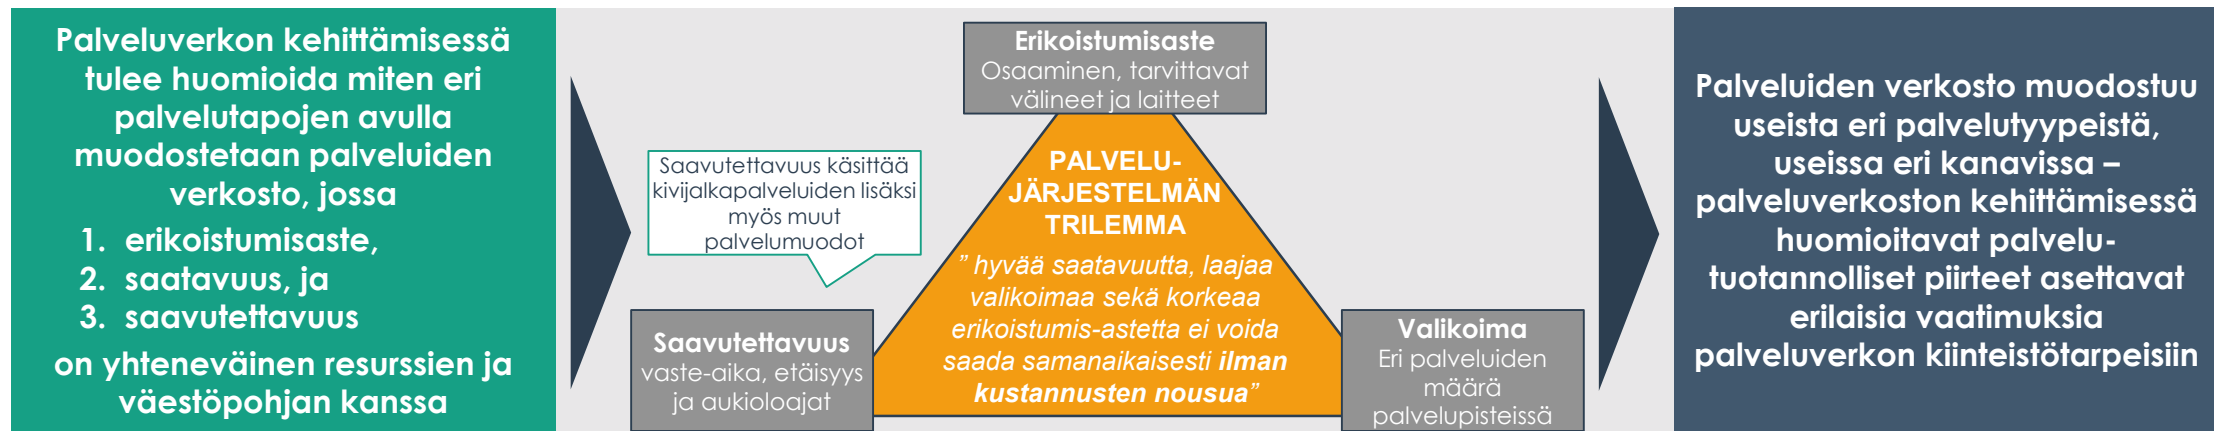 Palveluverkon kehittämisessä
tulee huomioida miten eri
palvelutapojen avulla
muodostetaan palveluiden
verkosto, jossa
1. erikoistumisaste,
2. saatavuus, ja
3. saavutettavuus
on yhteneväinen resurssien ja
väestöpohjan kanssa
Erikoistumisaste
Osaaminen, tarvittavat
välineet ja laitteet
Saavutettavuus käsittää
kivijalkapalveluiden lisäksi
myös muut
palvelumuodot
PALVELU-
JÄRJESTELMÄN
TRILEMMA
” hyvää saatavuutta, laajaa
valikoimaa sekä korkeaa
erikoistumis-astetta ei voida
saada samanaikaisesti ilman
kustannusten nousua”
Saavutettavuus
vaste-aika, etäisyys
ja aukioloajat
Valikoima
Eri palveluiden
määrä
palvelupisteissä
Palveluiden verkosto muodostuu
useista eri palvelutyypeistä,
useissa eri kanavissa –
palveluverkoston kehittämisessä
huomioitavat palvelu-
tuotannolliset piirteet asettavat
erilaisia vaatimuksia
palveluverkon kiinteistötarpeisiin